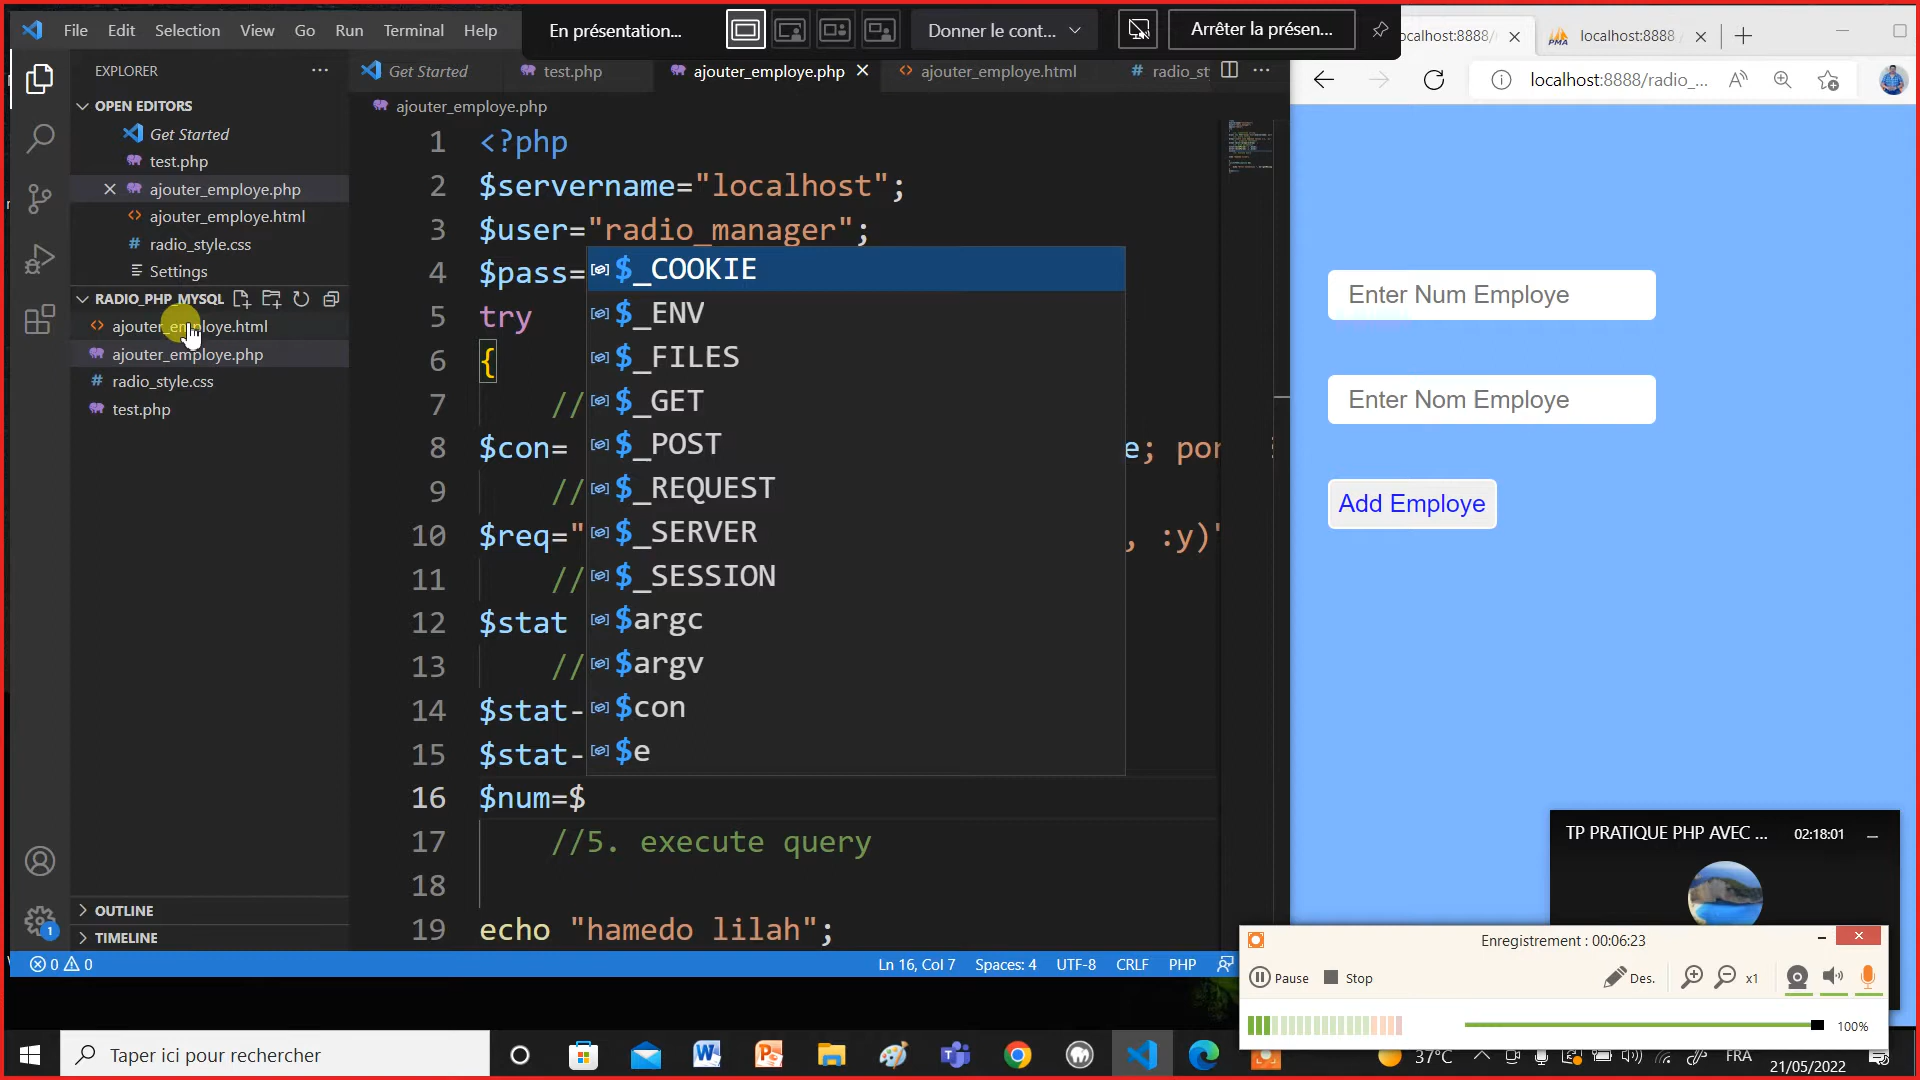 File Edit Selection View Go Run Terminal Help
En présentation...
Donner le cont...
Arrêter la présen...
ocalhost:8888/
localhost:8888/
EXPLORER
Get Started
test.php
ajouter_employe.php
ajouter_employe.html
radio_st
localhost:8888/radio_...
OPEN EDITORS
Get Started
test.php
ajouter_employe.php
ajouter_employe.html
radio_style.css
Settings
RADIO_PHP_MYSQL
ajouter_employe.html
ajouter_employe.php
radio_style.css
test.php
OUTLINE
TIMELINE
ajouter_employe.php
1 <?php
2 $servername="localhost";
3 $user="radio_manager";
4 $pass=
5 try
6 {
7 //
8 $con= e; por
9 //
10 $req=" , :y)"
11 //
12 $stat
13 //
14 $stat-
15 $stat-
16 $num=$
17 //5. execute query
18
19 echo "hamedo lilah";
$_COOKIE
$_ENV
$_FILES
$_GET
$_POST
$_REQUEST
$_SERVER
$_SESSION
$argc
$argv
$con
$e
Enter Num Employe
Enter Nom Employe
Add Employe
TP PRATIQUE PHP AVEC ... 02:18:01
Enregistrement : 00:06:23
Pause Stop Des. x1
100%
0 0 Ln 16, Col 7 Spaces: 4 UTF-8 CRLF PHP
1
Taper ici pour rechercher
37°C
FRA
21/05/2022